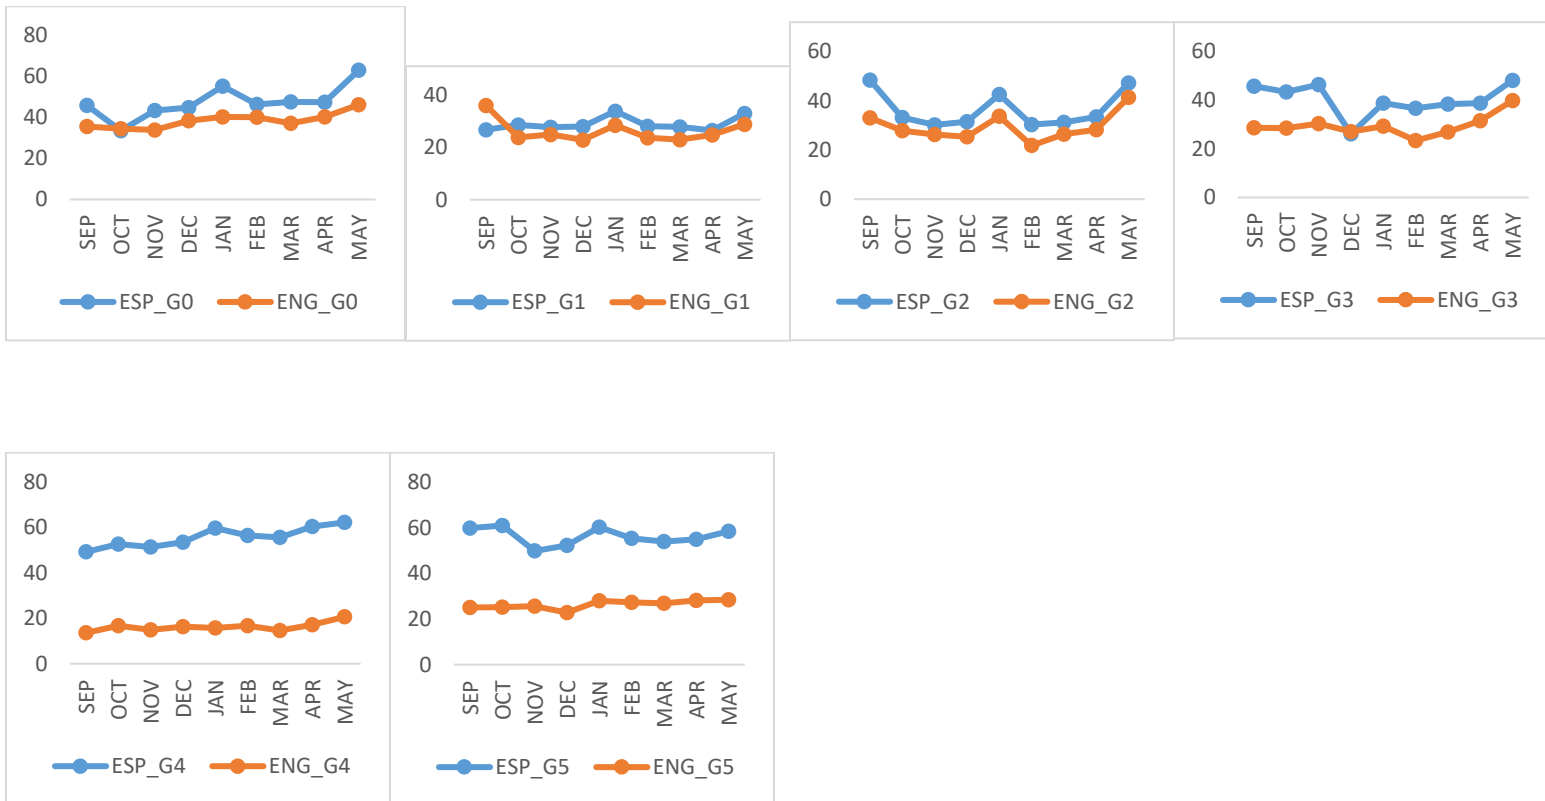 80
60
40
20
0
SEP OCT NOV DEC JAN FEB MAR APR MAY
ESP_G0 ENG_G0
40
20
0
SEP OCT NOV DEC JAN FEB MAR APR MAY
ESP_G1 ENG_G1
60
40
20
0
SEP OCT NOV DEC JAN FEB MAR APR MAY
ESP_G2 ENG_G2
60
40
20
0
SEP OCT NOV DEC JAN FEB MAR APR MAY
ESP_G3 ENG_G3
80
60
40
20
0
SEP OCT NOV DEC JAN FEB MAR APR MAY
ESP_G4 ENG_G4
80
60
40
20
0
SEP OCT NOV DEC JAN FEB MAR APR MAY
ESP_G5 ENG_G5